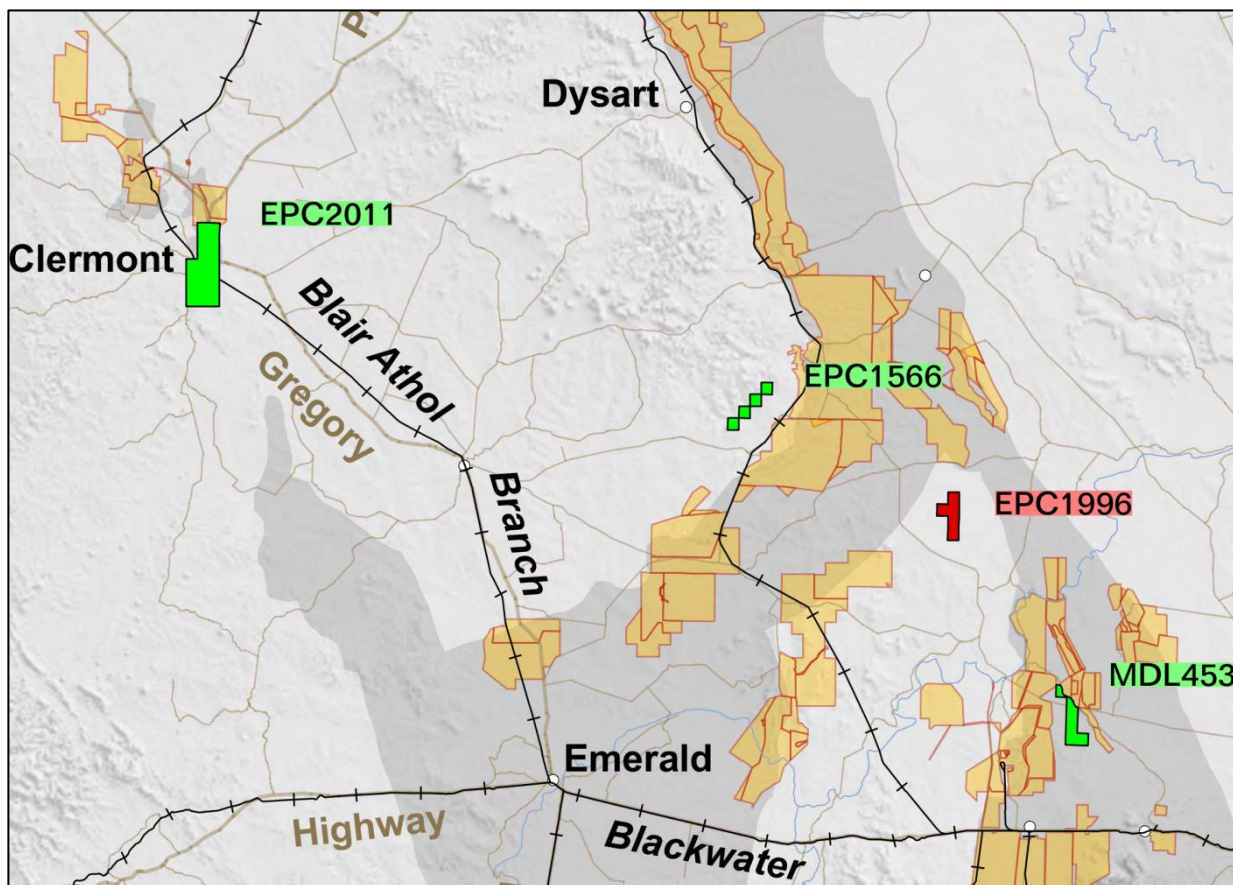 Dysart
EPC2011
Clermont
Blair Athol
Gregory
EPC1566
Branch
EPC1996
MDL453
Emerald
Highway
Blackwater